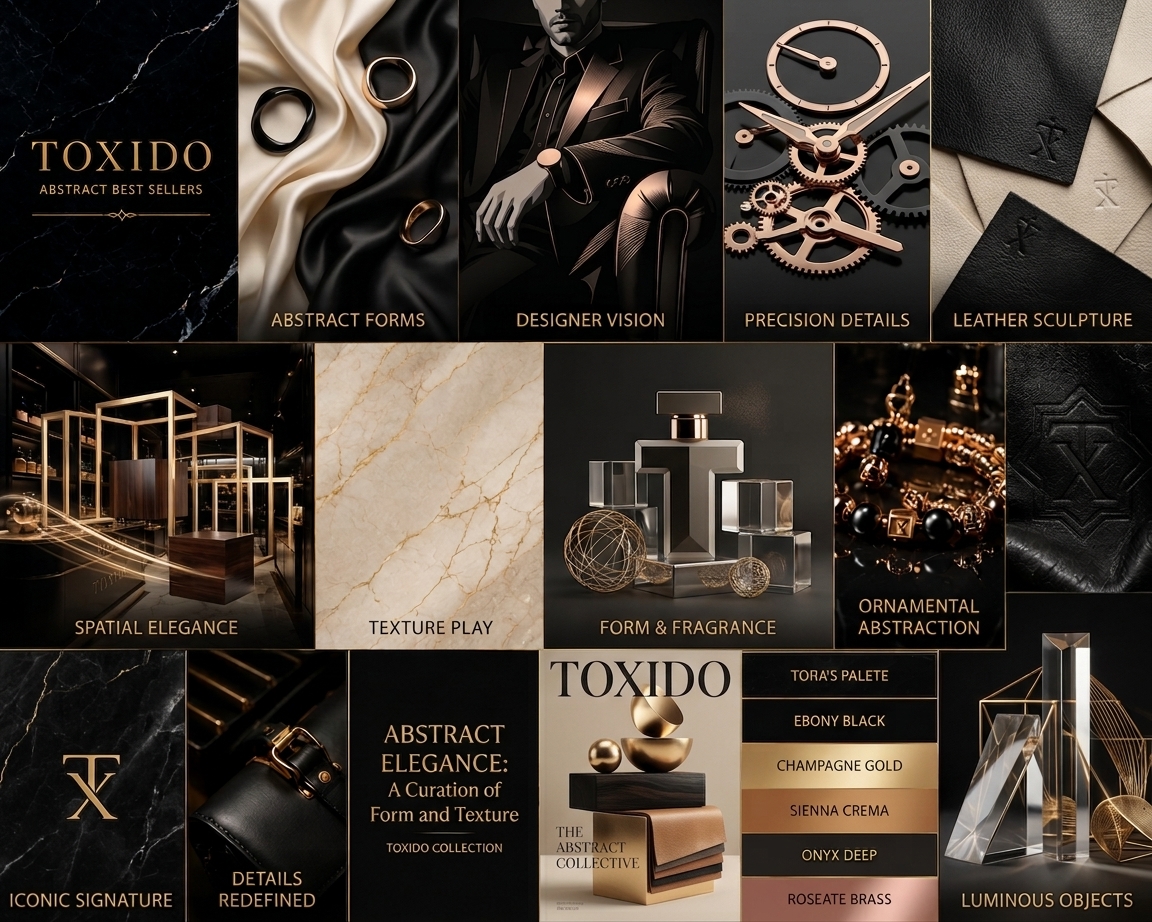 TOXIDO
ABSTRACT BEST SELLERS
ABSTRACT FORMS
DESIGNER VISION
PRECISION DETAILS
LEATHER SCULPTURE
SPATIAL ELEGANCE
TEXTURE PLAY
FORM & FRAGRANCE
ORNAMENTAL
ABSTRACTION
TX
TX
ICONIC SIGNATURE
DETAILS
REDEFINED
ABSTRACT
ELEGANCE:
A Curation of
Form and Texture
TOXIDO COLLECTION
TOXIDO
THE
ABSTRACT
COLLECTIVE
TORA'S PALETE
EBONY BLACK
CHAMPAGNE GOLD
SIENNA CREMA
ONYX DEEP
ROSEATE BRASS
LUMINOUS OBJECTS